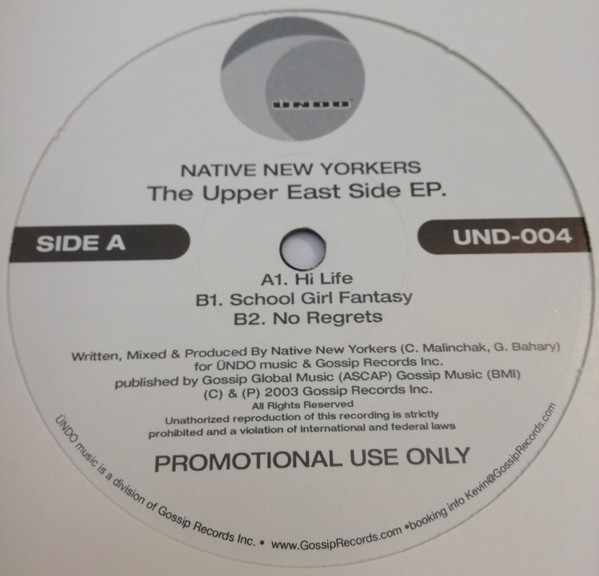 ÜNDO
NATIVE NEW YORKERS
The Upper East Side EP.
SIDE A
UND-004
A1. Hi Life
B1. School Girl Fantasy
B2. No Regrets
Written, Mixed & Produced By Native New Yorkers (C. Malinchak, G. Bahary)
for ÜNDO music & Gossip Records Inc.
published by Gossip Global Music (ASCAP) Gossip Music (BMI)
(C) & (P) 2003 Gossip Records Inc.
All Rights Reserved
Unathorized reproduction of this recording is strictly
prohibited and a violation of international and federal laws
PROMOTIONAL USE ONLY
ÜNDO music is a division of Gossip Records Inc. • www.GossipRecords.com •booking info Kevin@GossipRecords.com